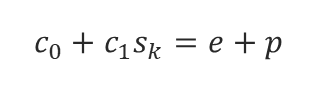 c₀ + c₁sₖ = e + p